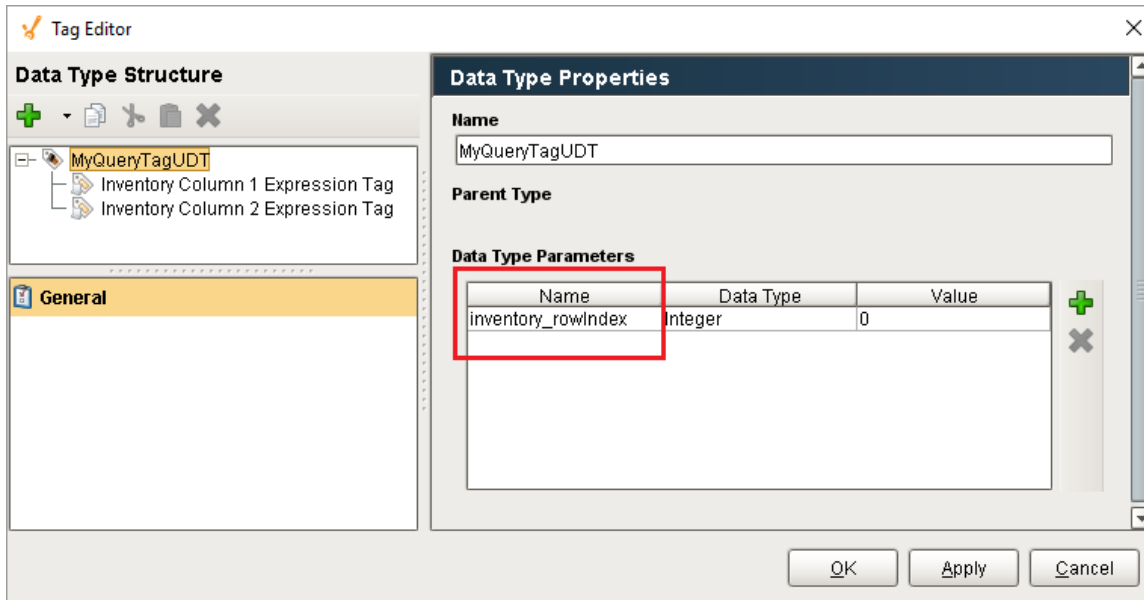 Tag Editor
Data Type Structure
MyQueryTagUDT
Inventory Column 1 Expression Tag
Inventory Column 2 Expression Tag
General
Data Type Properties
Name
MyQueryTagUDT
Parent Type
Data Type Parameters
Name Data Type Value
inventory_rowIndex Integer 0
OK Apply Cancel